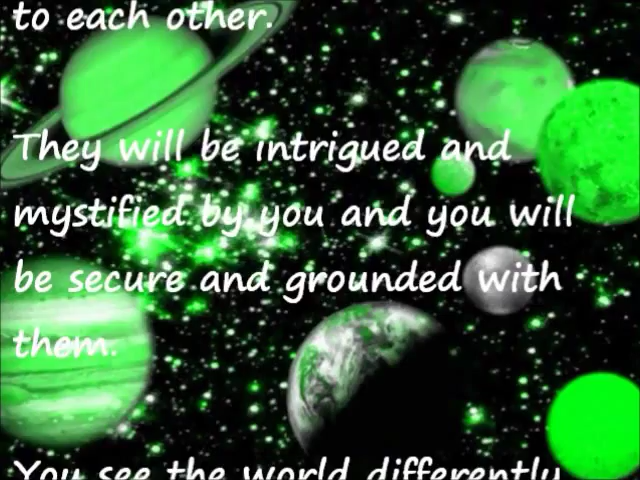 to each other.
They will be intrigued and
mystified by you and you will
be secure and grounded with
them.
You see the world differently